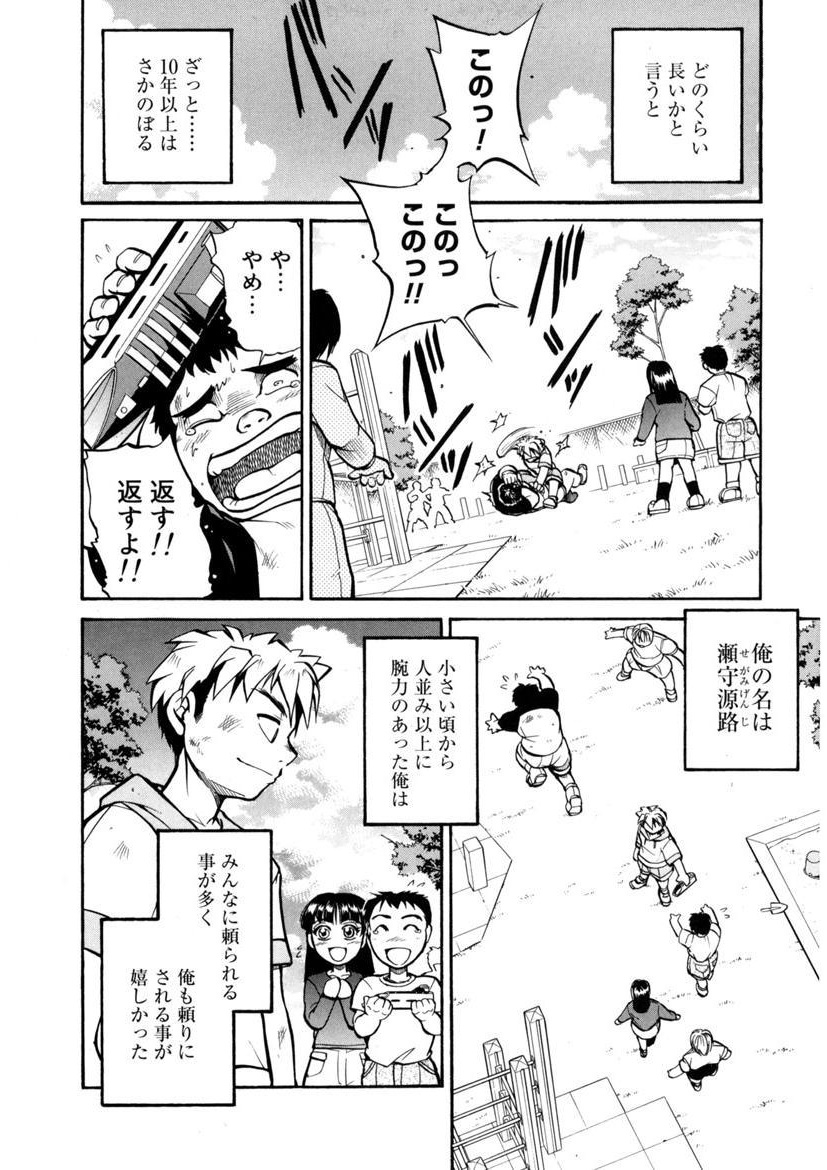 どのくらい
長いかと
言うと
このっ！
このっ
このっ!!
ざっと……
10年以上は
さかのぼる
や…
やめ…
返す!!
返すよ!!
俺の名は
瀬守源路
せがみげんじ
小さい頃から
人並み以上に
腕力のあった俺は
みんなに頼られる
事が多く
俺も頼りに
される事が
嬉しかった